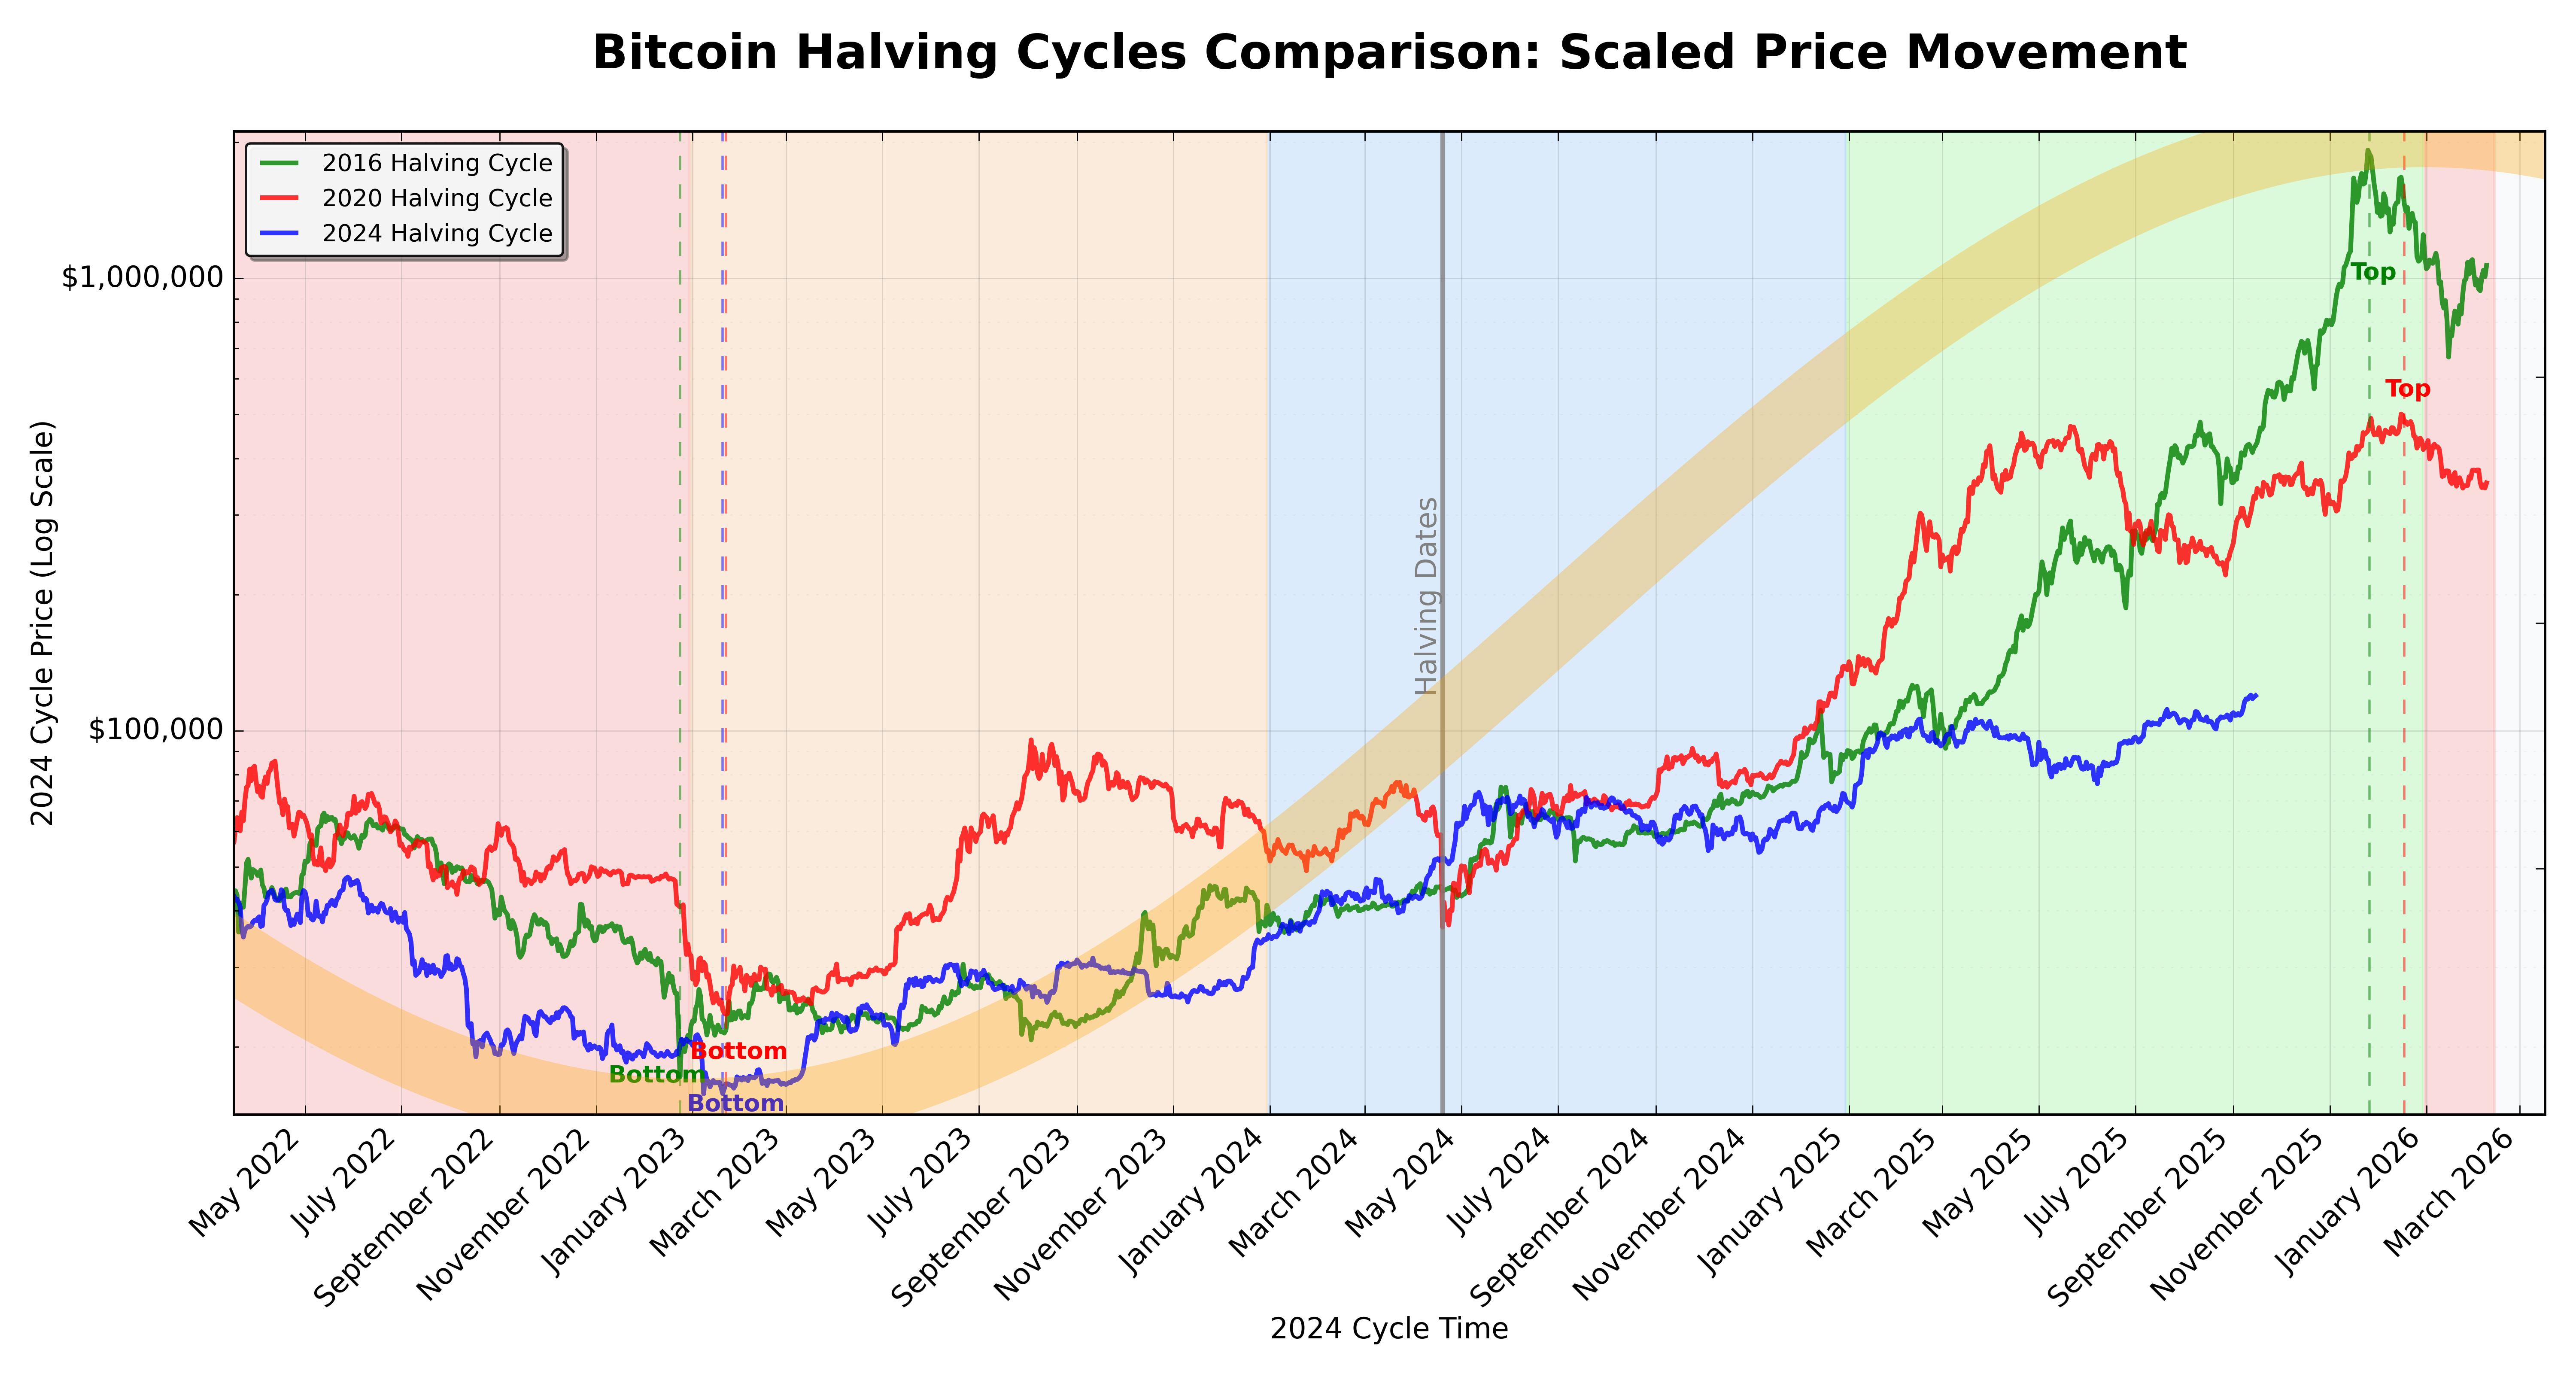 Bitcoin Halving Cycles Comparison: Scaled Price Movement
2016 Halving Cycle
2020 Halving Cycle
2024 Halving Cycle
2024 Cycle Price (Log Scale)
$1,000,000
$100,000
Halving Dates
Top
Top
Bottom
Bottom
Bottom
May 2022
July 2022
September 2022
November 2022
January 2023
March 2023
May 2023
July 2023
September 2023
November 2023
January 2024
March 2024
May 2024
July 2024
September 2024
November 2024
January 2025
March 2025
May 2025
July 2025
September 2025
November 2025
January 2026
March 2026
2024 Cycle Time